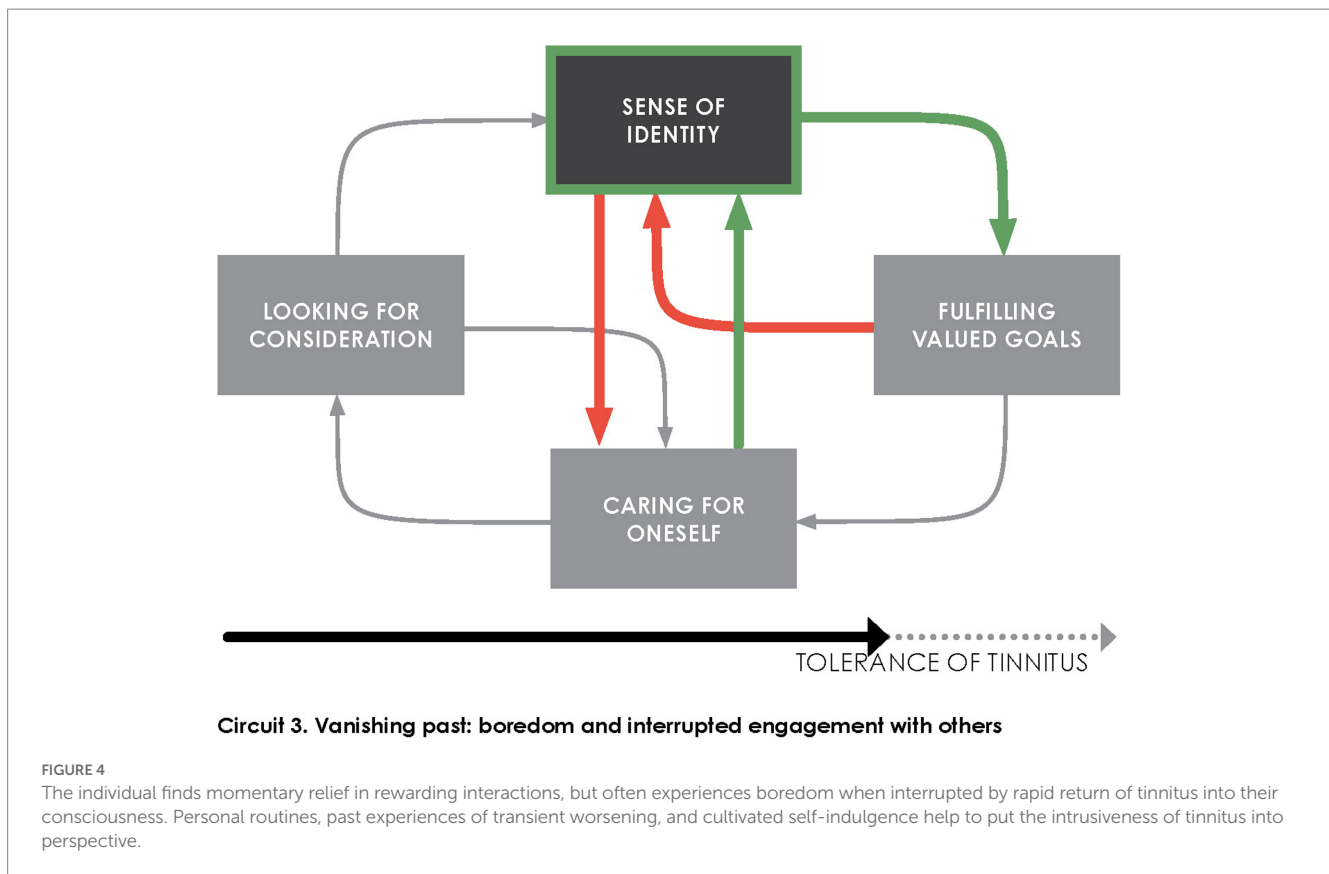 SENSE OF
IDENTITY
LOOKING FOR
CONSIDERATION
FULFILLING
VALUED GOALS
CARING FOR
ONESELF
TOLERANCE OF TINNITUS
Circuit 3. Vanishing past: boredom and interrupted engagement with others
FIGURE 4
The individual finds momentary relief in rewarding interactions, but often experiences boredom when interrupted by rapid return of tinnitus into their
consciousness. Personal routines, past experiences of transient worsening, and cultivated self-indulgence help to put the intrusiveness of tinnitus into
perspective.